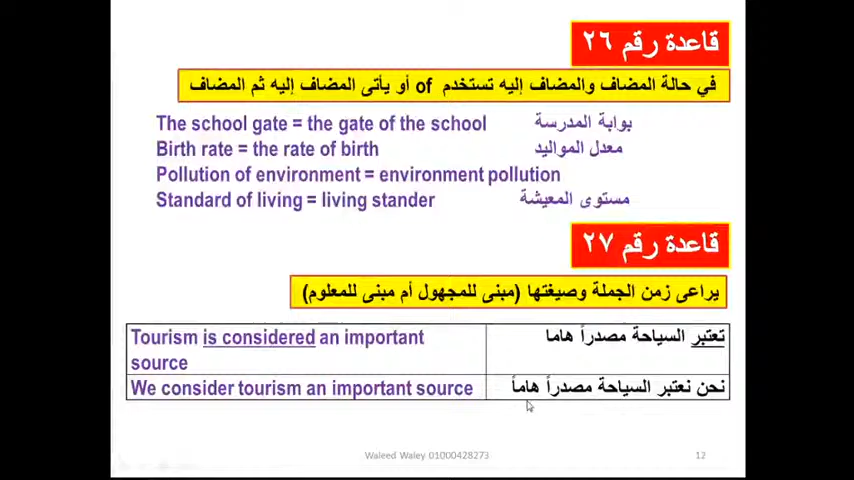 قاعدة رقم ٢٦
في حالة المضاف والمضاف إليه تستخدم of أو يأتى المضاف إليه ثم المضاف
The school gate = the gate of the school بوابة المدرسة
Birth rate = the rate of birth معدل المواليد
Pollution of environment = environment pollution
Standard of living = living stander مستوى المعيشة
قاعدة رقم ٢٧
يراعى زمن الجملة وصيغتها (مبنى للمجهول أم مبنى للمعلوم)
Tourism is considered an important تعتبر السياحة مصدراً هاما
source
We consider tourism an important source نحن نعتبر السياحة مصدراً هاماً
Waleed Waley 01000428273 12